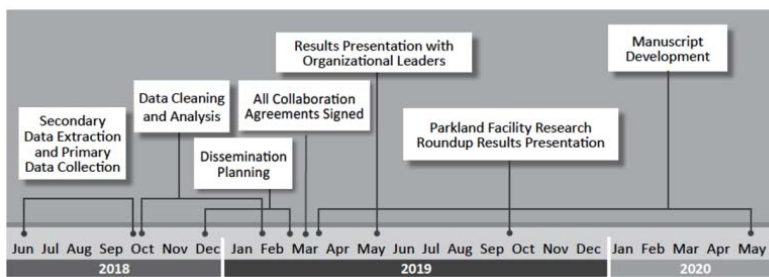 Results Presentation with
Organizational Leaders
Manuscript
Development
Data Cleaning
and Analysis
All Collaboration
Agreements Signed
Secondary
Data Extraction
and Primary
Data Collection
Parkland Facility Research
Roundup Results Presentation
Dissemination
Planning
Jun Jul Aug Sep Oct Nov Dec Jan Feb Mar Apr May Jun Jul Aug Sep Oct Nov Dec Jan Feb Mar Apr May
2018 2019 2020